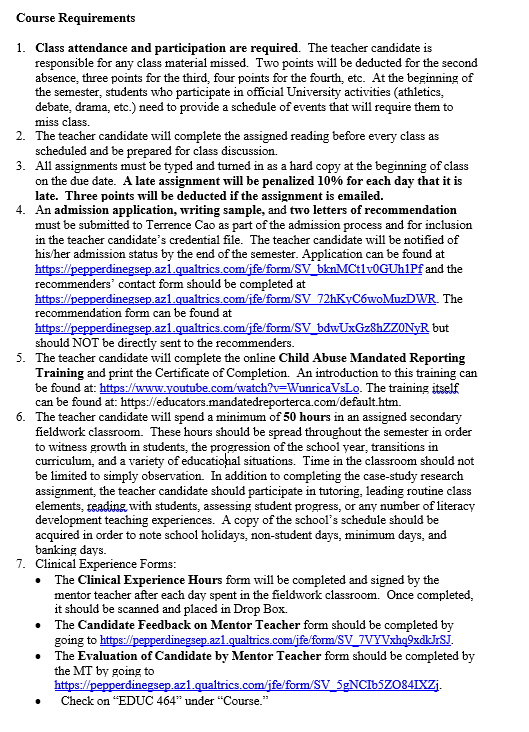 Course Requirements
1. Class attendance and participation are required. The teacher candidate is
responsible for any class material missed. Two points will be deducted for the second
absence, three points for the third, four points for the fourth, etc. At the beginning of
the semester, students who participate in official University activities (athletics,
debate, drama, etc.) need to provide a schedule of events that will require them to
miss class.
2. The teacher candidate will complete the assigned reading before every class as
scheduled and be prepared for class discussion.
3. All assignments must be typed and turned in as a hard copy at the beginning of class
on the due date. A late assignment will be penalized 10% for each day that it is
late. Three points will be deducted if the assignment is emailed.
4. An admission application, writing sample, and two letters of recommendation
must be submitted to Terrence Cao as part of the admission process and for inclusion
in the teacher candidate's credential file. The teacher candidate will be notified of
his/her admission status by the end of the semester. Application can be found at
https://pepperdinegsep.az1.qualtrics.com/jfe/form/SV_bknMCt1v0GUh1Pf and the
recommenders' contact form should be completed at
https://pepperdinegsep.az1.qualtrics.com/jfe/form/SV_72hKyC6woMuzDWR. The
recommendation form can be found at
https://pepperdinegsep.az1.qualtrics.com/jfe/form/SV_bdwUxGz8hZZ0NyR but
should NOT be directly sent to the recommenders.
5. The teacher candidate will complete the online Child Abuse Mandated Reporting
Training and print the Certificate of Completion. An introduction to this training can
be found at: https://www.youtube.com/watch?v=WunricaVsLo. The training itself
can be found at: https://educators.mandatedreporterca.com/default.htm.
6. The teacher candidate will spend a minimum of 50 hours in an assigned secondary
fieldwork classroom. These hours should be spread throughout the semester in order
to witness growth in students, the progression of the school year, transitions in
curriculum, and a variety of educational situations. Time in the classroom should not
be limited to simply observation. In addition to completing the case-study research
assignment, the teacher candidate should participate in tutoring, leading routine class
elements, reading with students, assessing student progress, or any number of literacy
development teaching experiences. A copy of the school's schedule should be
acquired in order to note school holidays, non-student days, minimum days, and
banking days.
7. Clinical Experience Forms:
• The Clinical Experience Hours form will be completed and signed by the
mentor teacher after each day spent in the fieldwork classroom. Once completed,
it should be scanned and placed in Drop Box.
• The Candidate Feedback on Mentor Teacher form should be completed by
going to https://pepperdinegsep.az1.qualtrics.com/jfe/form/SV_7VYVxhq9xdkJrSJ.
• The Evaluation of Candidate by Mentor Teacher form should be completed by
the MT by going to
https://pepperdinegsep.az1.qualtrics.com/jfe/form/SV_5gNCIb5ZO84IXZj.
• Check on "EDUC 464" under "Course."